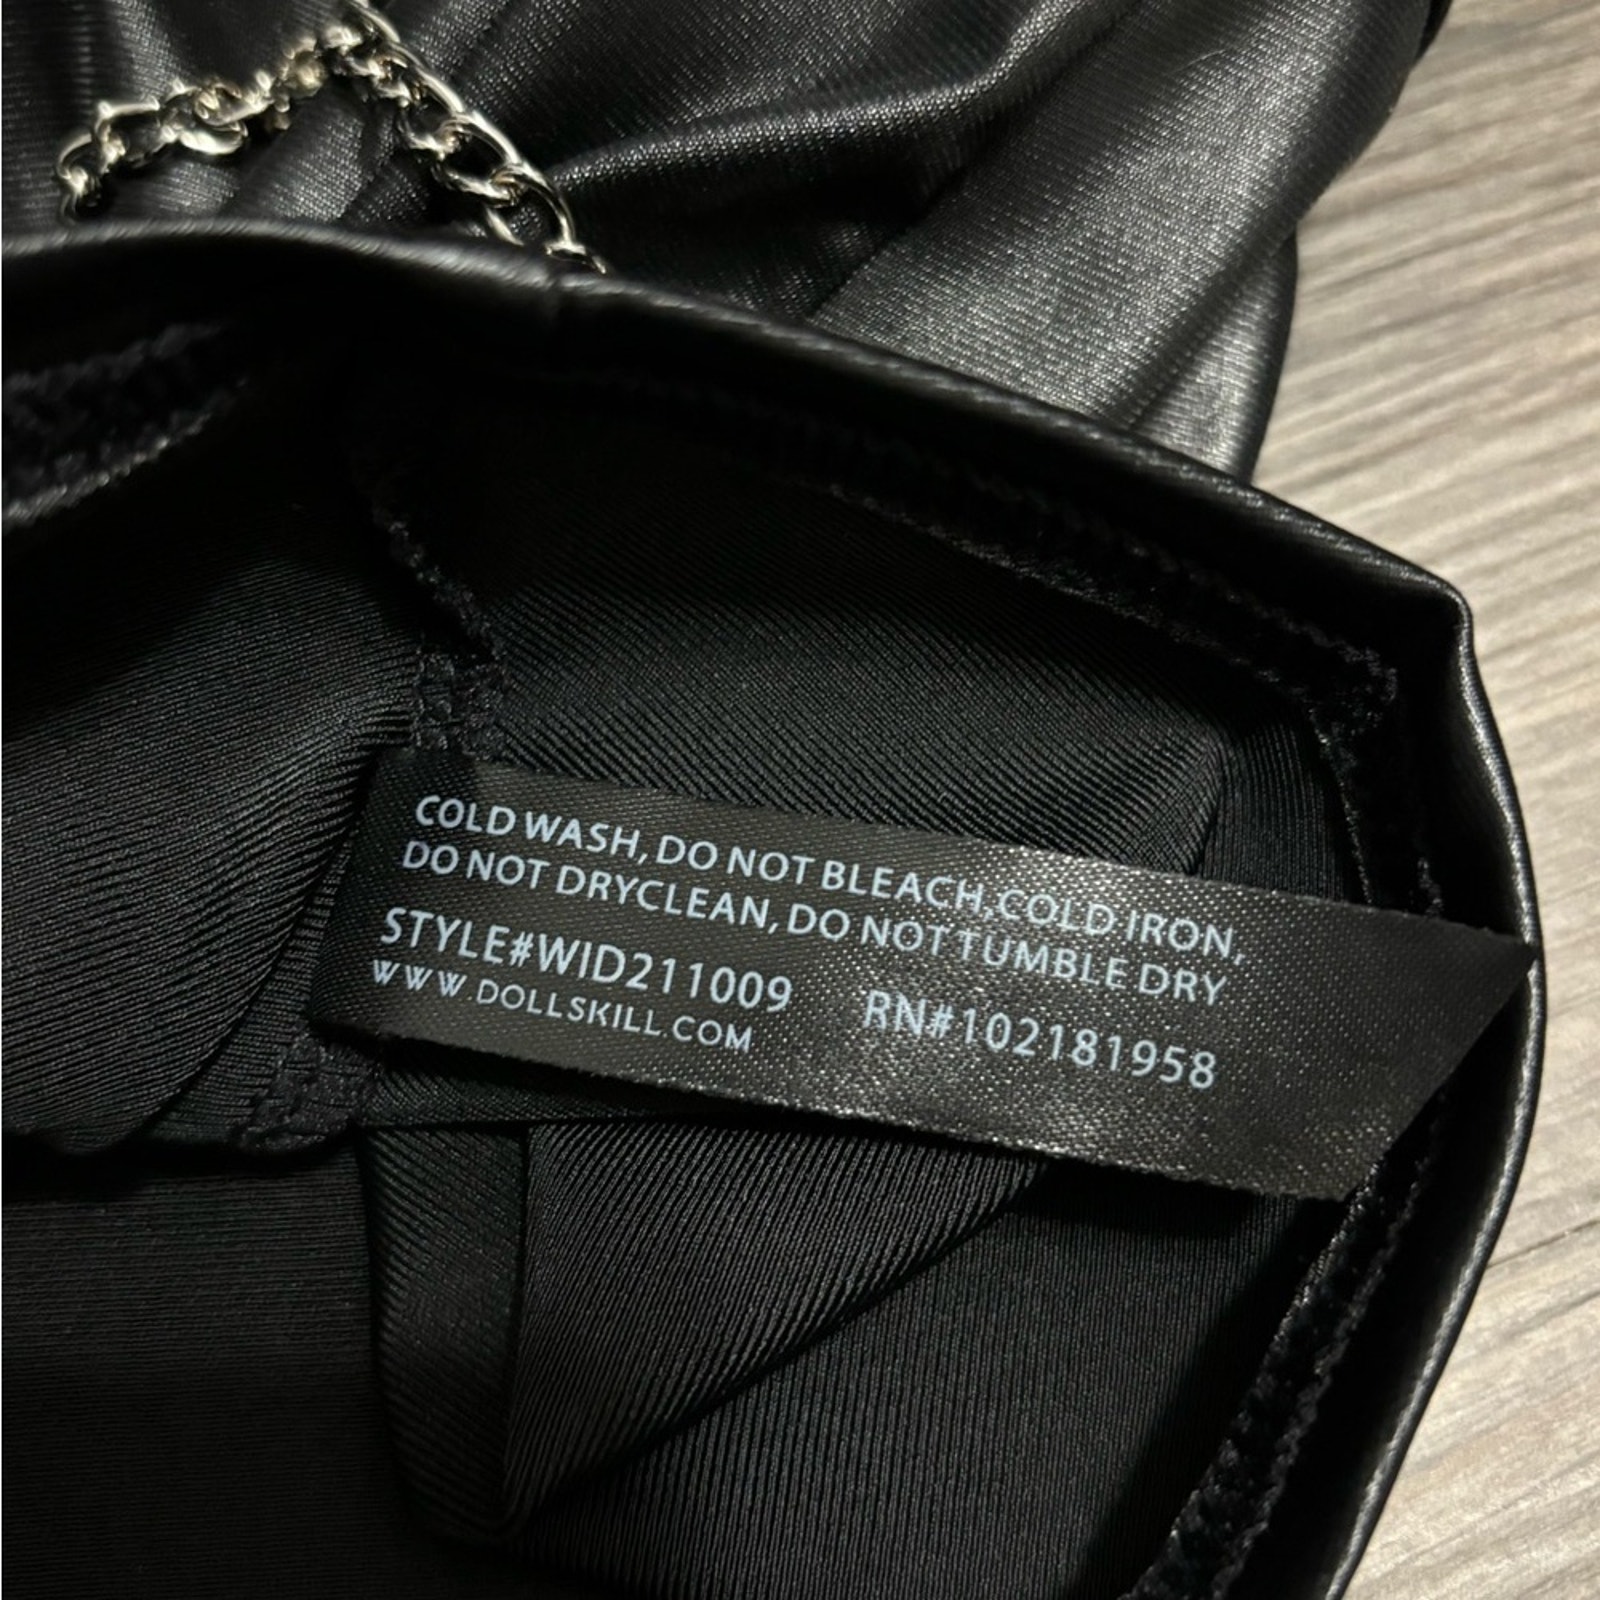 COLD WASH, DO NOT BLEACH,COLD IRON,
DO NOT DRYCLEAN, DO NOT TUMBLE DRY
STYLE#WID211009 RN#102181958
WWW.DOLLSKILL.COM